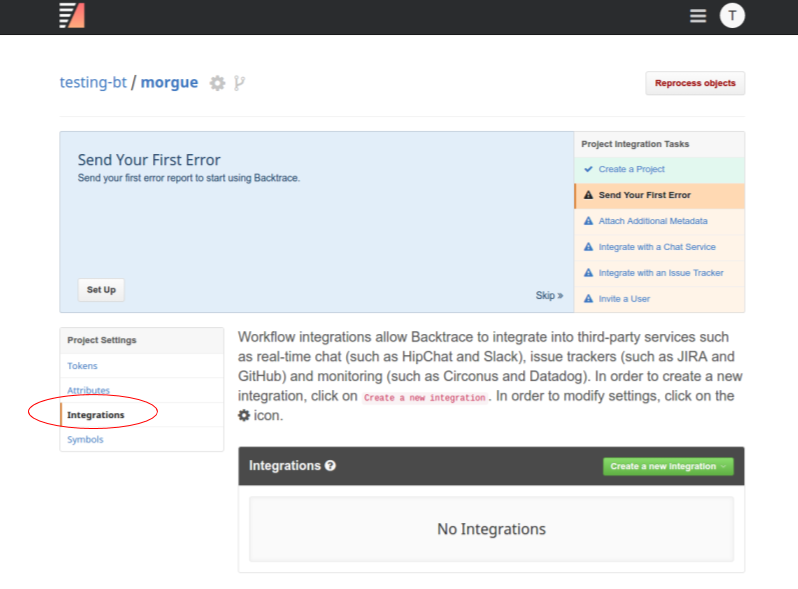 T
testing-bt / morgue
Reprocess objects
Send Your First Error
Send your first error report to start using Backtrace.
Set Up
Skip »
Project Integration Tasks
Create a Project
Send Your First Error
Attach Additional Metadata
Integrate with a Chat Service
Integrate with an Issue Tracker
Invite a User
Project Settings
Tokens
Attributes
Integrations
Symbols
Workflow integrations allow Backtrace to integrate into third-party services such
as real-time chat (such as HipChat and Slack), issue trackers (such as JIRA and
GitHub) and monitoring (such as Circonus and Datadog). In order to create a new
integration, click on Create a new integration. In order to modify settings, click on the
icon.
Integrations ?
Create a new integration
No Integrations